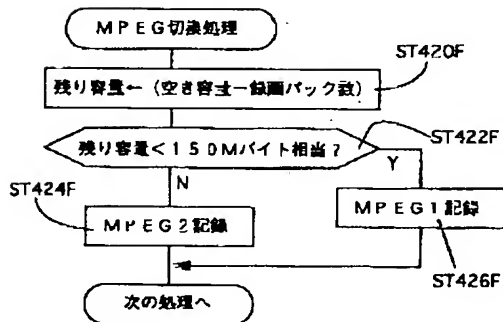 MPEG切換処理
ST420F
残り容量←(空き容量ー録画パック数)
ST422F
残り容量<150Mバイト相当?
Y
N
ST424F
MPEG2記録
MPEG1記録
ST426F
次の処理へ